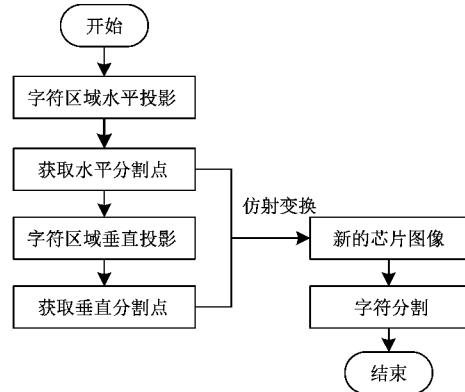 开始
字符区域水平投影
获取水平分割点
字符区域垂直投影
获取垂直分割点
仿射变换
新的芯片图像
字符分割
结束